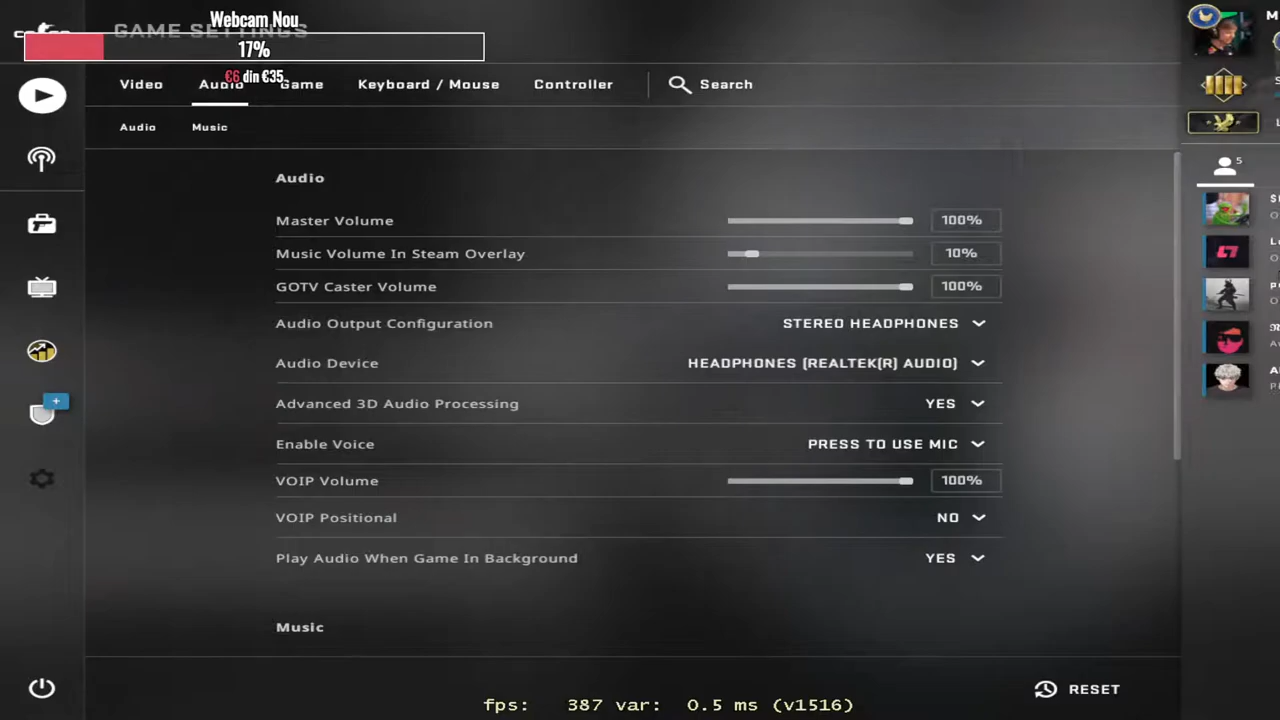 Webcam Nou
GAME SETTINGS
17%
€6 din €35
Video
Audio
Game
Keyboard / Mouse
Controller
Search
Audio
Music
5
Audio
Master Volume
100%
Music Volume In Steam Overlay
10%
GOTV Caster Volume
100%
Audio Output Configuration
STEREO HEADPHONES
Audio Device
HEADPHONES (REALTEK(R) AUDIO)
Advanced 3D Audio Processing
YES
Enable Voice
PRESS TO USE MIC
VOIP Volume
100%
VOIP Positional
NO
Play Audio When Game In Background
YES
Music
RESET
fps: 387 var: 0.5 ms (v1516)